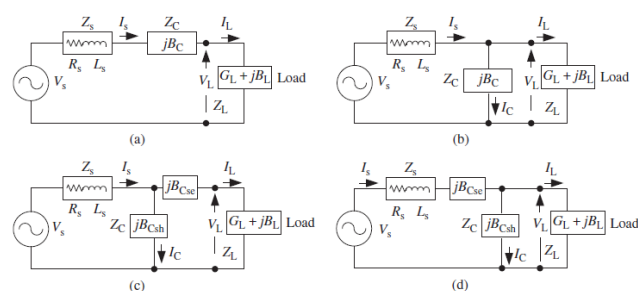 Z_s I_s Z_C I_L
jB_C
R_s L_s
V_s V_L G_L + jB_L Load
Z_L
(a)
Z_s I_s I_L
R_s L_s
Z_C jB_C V_L G_L + jB_L Load
V_s
I_C Z_L
(b)
Z_s I_s I_L
jB_Cse
R_s L_s
Z_C jB_Csh V_L G_L + jB_L Load
V_s
I_C Z_L
(c)
I_s Z_s I_L
jB_Cse
R_s L_s
Z_C jB_Csh V_L G_L + jB_L Load
V_s
I_C Z_L
(d)